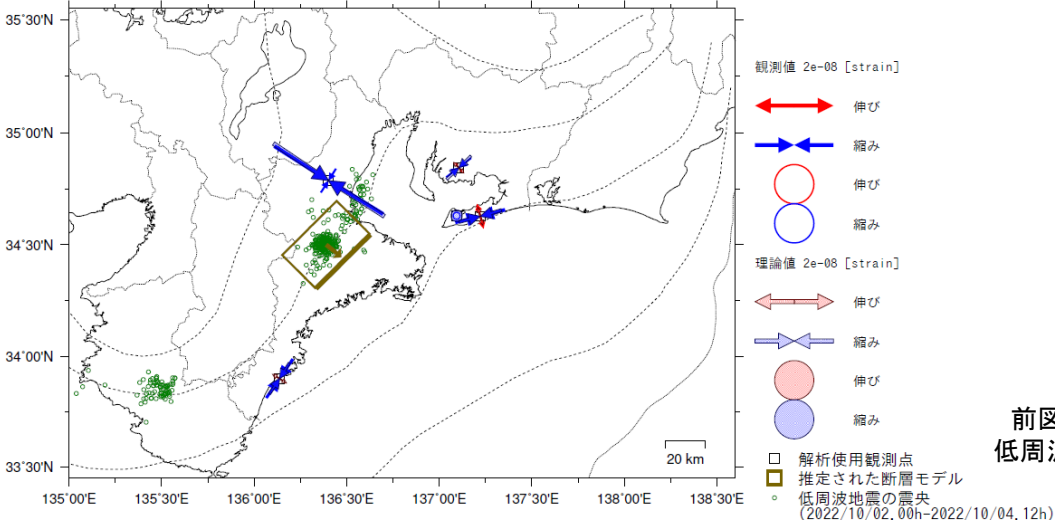 35°30'N
35°00'N
34°30'N
34°00'N
33°30'N
135°00'E
135°30'E
136°00'E
136°30'E
137°00'E
137°30'E
138°00'E
138°30'E
20 km
観測値 2e-08 [strain]
伸び
縮み
伸び
縮み
理論値 2e-08 [strain]
伸び
縮み
伸び
縮み
解析使用観測点
推定された断層モデル
低周波地震の震央
(2022/10/02.00h-2022/10/04.12h)
前図
低周波